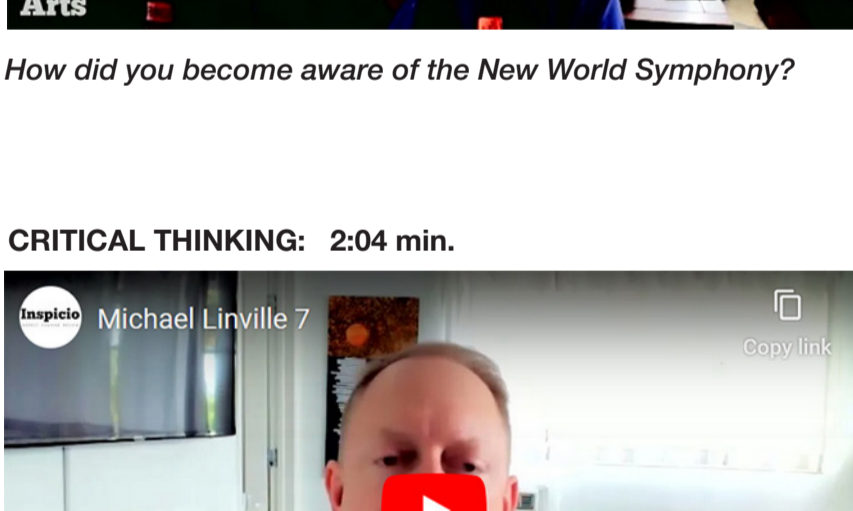 Arts
How did you become aware of the New World Symphony?
CRITICAL THINKING: 2:04 min.
Inspicio
Michael Linville 7
Copy link